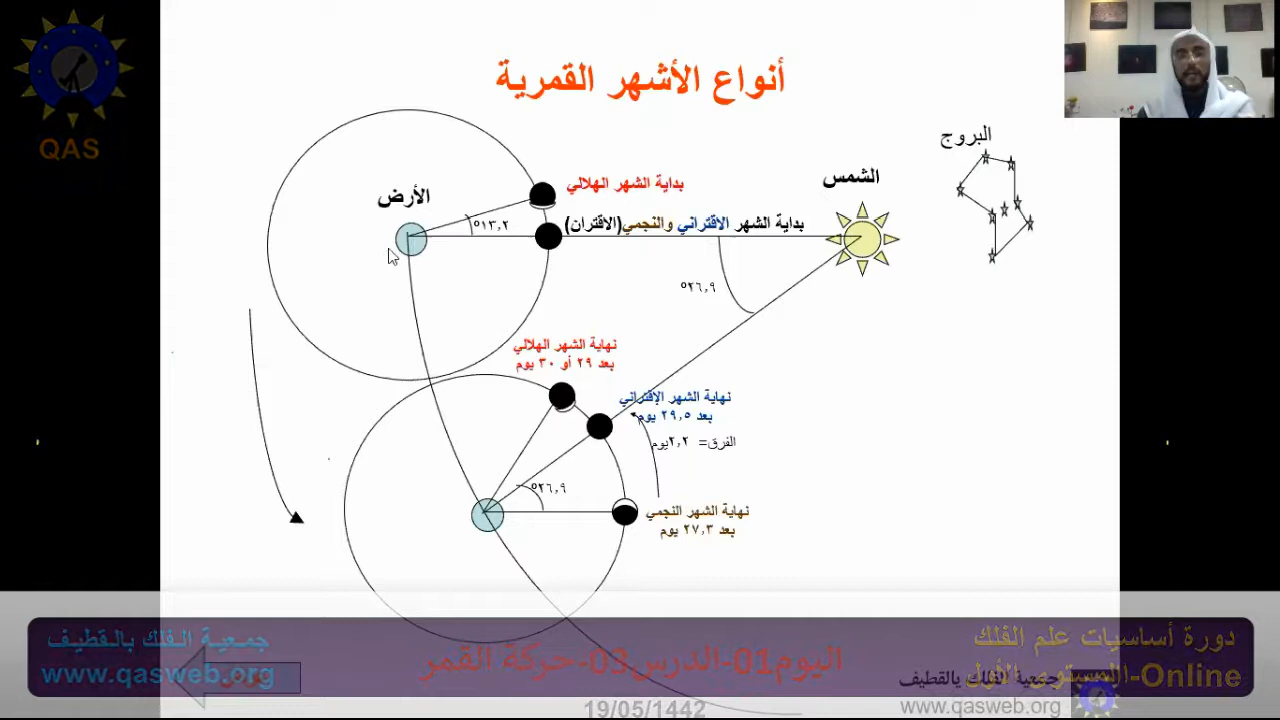 QAS
أنواع الأشهر القمرية
البروج
الشمس
الأرض
بداية الشهر الهلالي
بداية الشهر الاقتراني والنجمي(الاقتران)
١٣,٢°
٢٦,٩°
نهاية الشهر الهلالي
بعد ٢٩ أو ٣٠ يوم
نهاية الشهر الإقتراني
بعد ٢٩,٥ يوم
الفرق= ٢,٢يوم
٢٦,٩°
نهاية الشهر النجمي
بعد ٢٧,٣ يوم
دورة أساسيات علم الفلك
Online-المستوى الأول
اليوم01-الدرس03-حركة القمر
جمعية الفلك بالقطيف
www.qasweb.org
جمعية الفلك بالقطيف
www.qasweb.org
19/05/1442